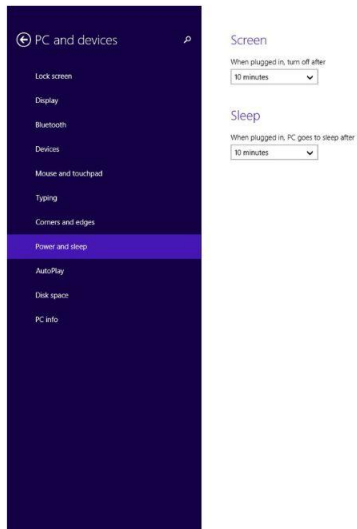 PC and devices
Lock screen
Display
Bluetooth
Devices
Mouse and touchpad
Typing
Corners and edges
Power and sleep
AutoPlay
Disk space
PC info
Screen
When plugged in, turn off after
10 minutes
Sleep
When plugged in, PC goes to sleep after
10 minutes